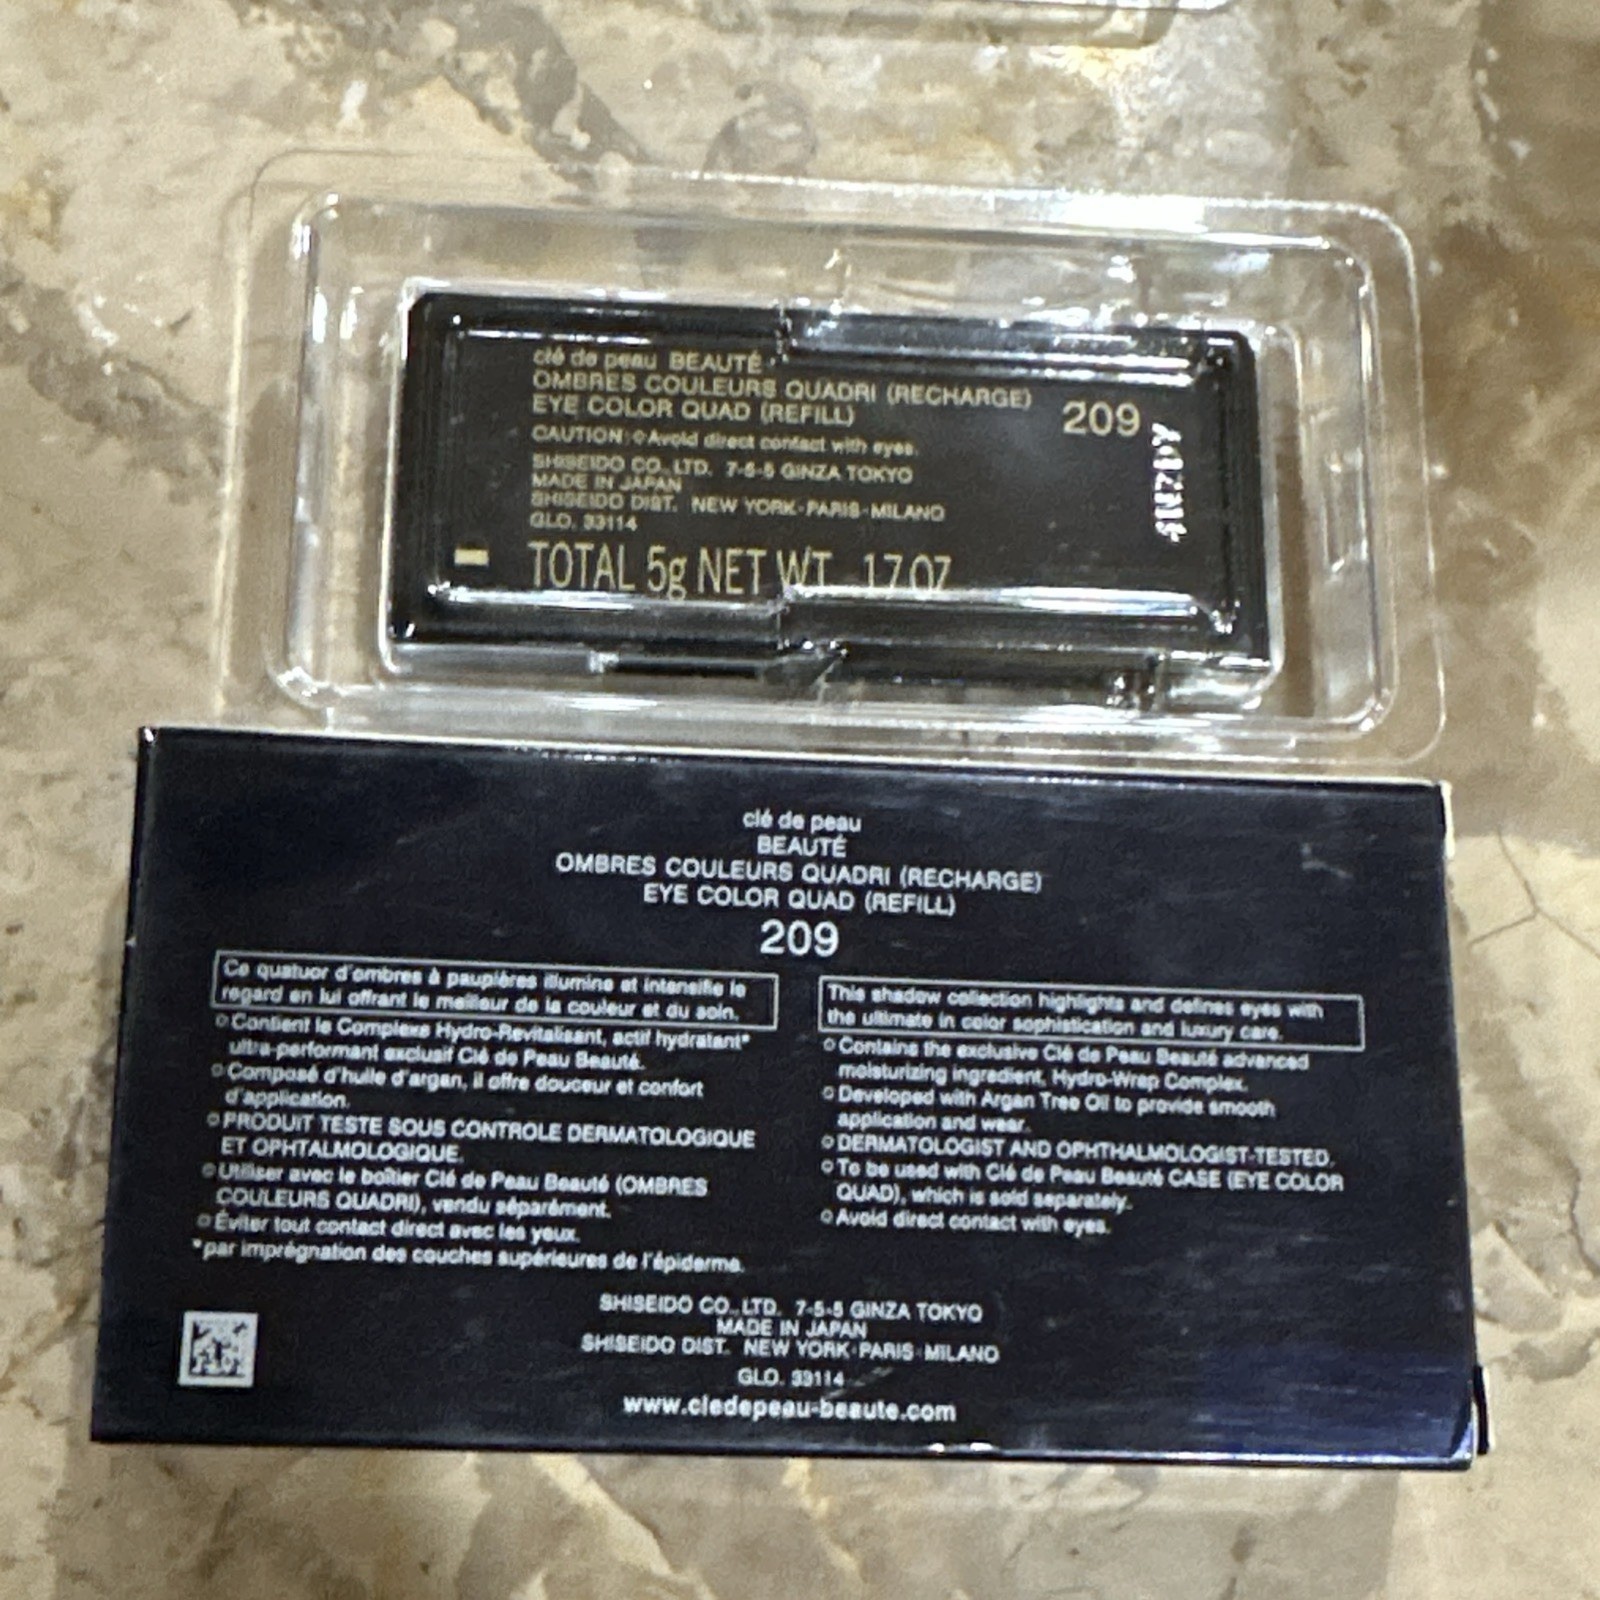 clé de peau BEAUTÉ
OMBRES COULEURS QUADRI (RECHARGE)
EYE COLOR QUAD (REFILL)
209
CAUTION: Avoid direct contact with eyes.
SHISEIDO CO., LTD. 7-5-5 GINZA TOKYO
MADE IN JAPAN
SHISEIDO DIST. NEW YORK·PARIS·MILANO
GLO. 33114
TOTAL 5g NET WT. .17 OZ
clé de peau
BEAUTÉ
OMBRES COULEURS QUADRI (RECHARGE)
EYE COLOR QUAD (REFILL)
209
Ce quatuor d'ombres à paupières illumine et intensifie le
regard en lui offrant le meilleur de la couleur et du soin.
Contient le Complexe Hydro-Revitalisant, actif hydratant*
ultra-performant exclusif Clé de Peau Beauté.
Composé d'huile d'argan, il offre douceur et confort
d'application.
PRODUIT TESTE SOUS CONTROLE DERMATOLOGIQUE
ET OPHTALMOLOGIQUE.
Utiliser avec le boîtier Clé de Peau Beauté (OMBRES
COULEURS QUADRI), vendu séparément.
Éviter tout contact direct avec les yeux.
*par imprégnation des couches supérieures de l'épiderme.
This shadow collection highlights and defines eyes with
the ultimate in color sophistication and luxury care.
Contains the exclusive Clé de Peau Beauté advanced
moisturizing ingredient, Hydro-Wrap Complex.
Developed with Argan Tree Oil to provide smooth
application and wear.
DERMATOLOGIST AND OPHTHALMOLOGIST-TESTED.
To be used with Clé de Peau Beauté CASE (EYE COLOR
QUAD), which is sold separately.
Avoid direct contact with eyes.
SHISEIDO CO., LTD. 7-5-5 GINZA TOKYO
MADE IN JAPAN
SHISEIDO DIST. NEW YORK·PARIS·MILANO
GLO. 33114
www.cledepeau-beaute.com